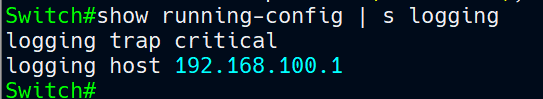 Switch#show running-config | s logging
logging trap critical
logging host 192.168.100.1
Switch#